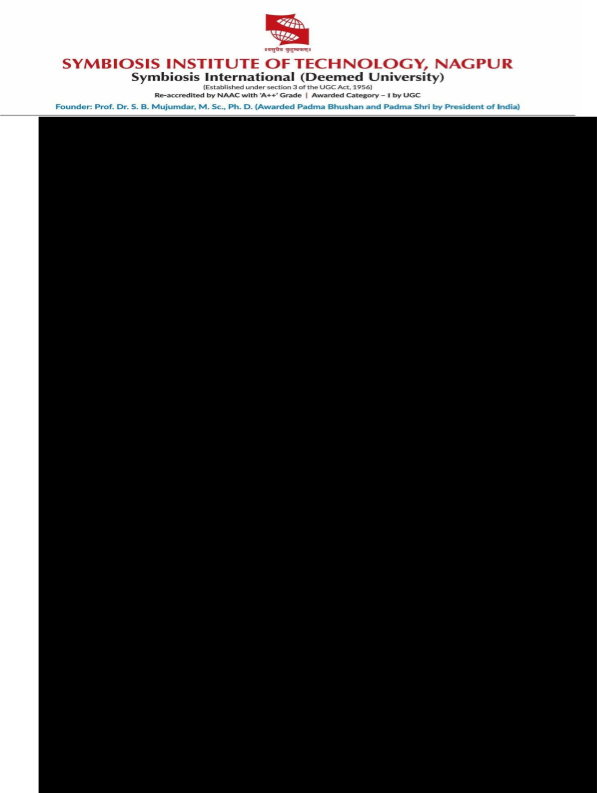 वसुधैव कुटुम्बकम्
SYMBIOSIS INSTITUTE OF TECHNOLOGY, NAGPUR
Symbiosis International (Deemed University)
(Established under section 3 of the UGC Act, 1956)
Re-accredited by NAAC with 'A++' Grade | Awarded Category – I by UGC
Founder: Prof. Dr. S. B. Mujumdar, M. Sc., Ph. D. (Awarded Padma Bhushan and Padma Shri by President of India)